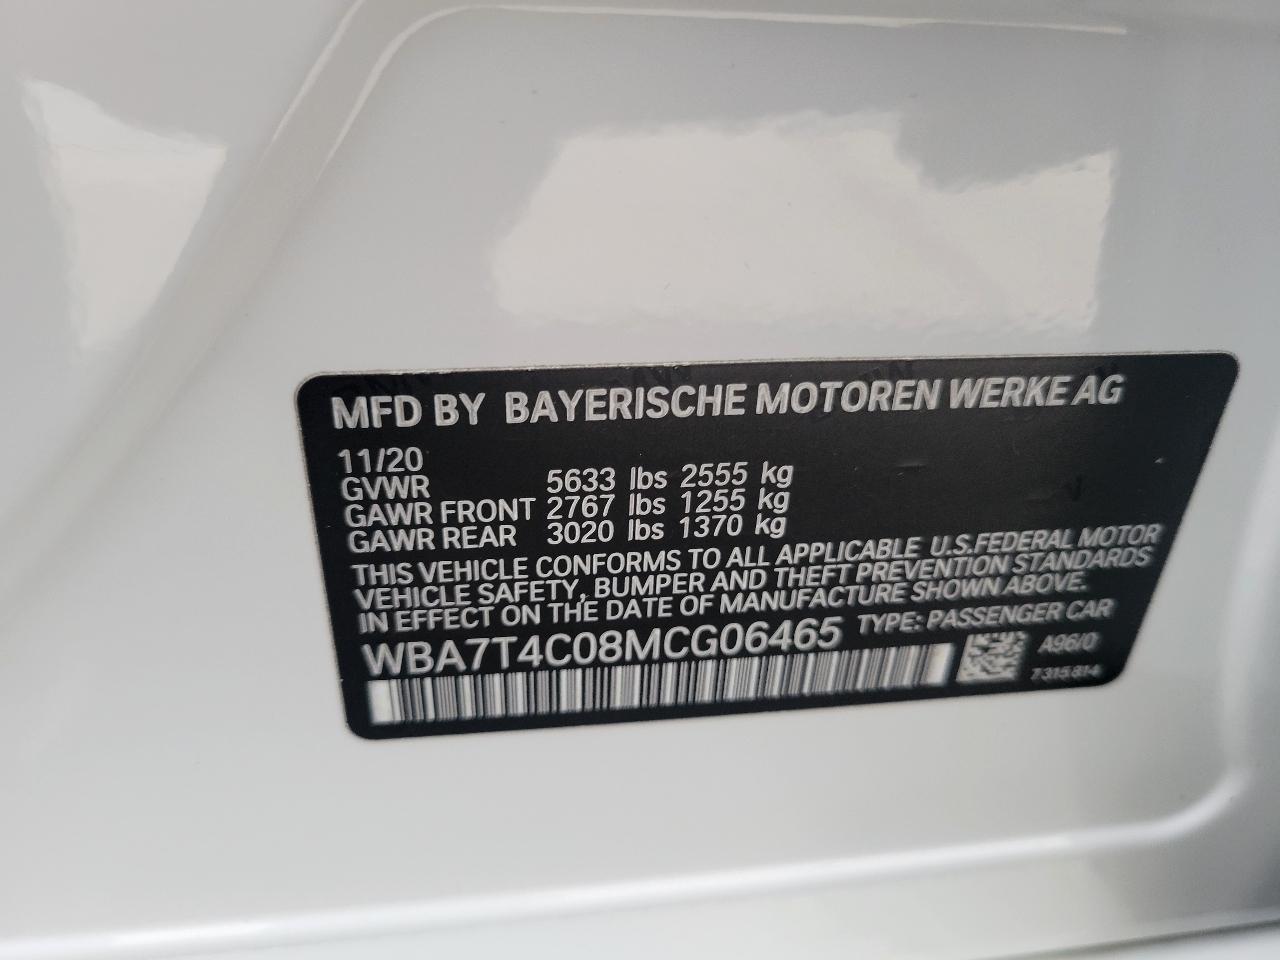 MFD BY BAYERISCHE MOTOREN WERKE AG
11/20
GVWR 5633 lbs 2555 kg
GAWR FRONT 2767 lbs 1255 kg
GAWR REAR 3020 lbs 1370 kg
THIS VEHICLE CONFORMS TO ALL APPLICABLE U.S.FEDERAL MOTOR
VEHICLE SAFETY, BUMPER AND THEFT PREVENTION STANDARDS
IN EFFECT ON THE DATE OF MANUFACTURE SHOWN ABOVE.
WBA7T4C08MCG06465 TYPE: PASSENGER CAR
A96/0
7315814